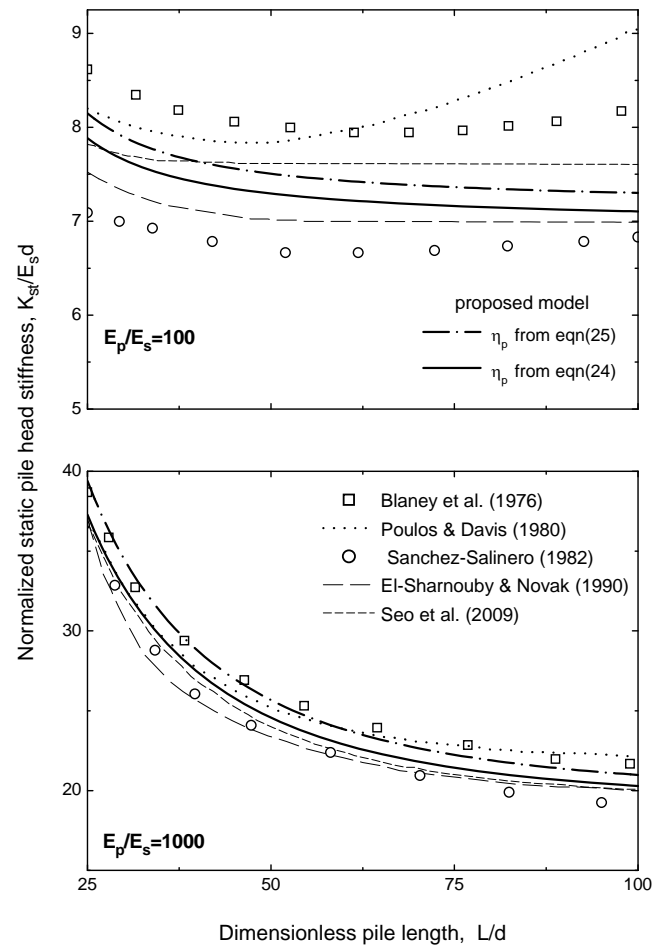 9
8
7
6
5
proposed model
η_p from eqn(25)
η_p from eqn(24)
E_p/E_s=100
Normalized static pile head stiffness, K_st/E_sd
40
30
20
Blaney et al. (1976)
Poulos & Davis (1980)
Sanchez-Salinero (1982)
El-Sharnouby & Novak (1990)
Seo et al. (2009)
E_p/E_s=1000
25 50 75 100
Dimensionless pile length, L/d